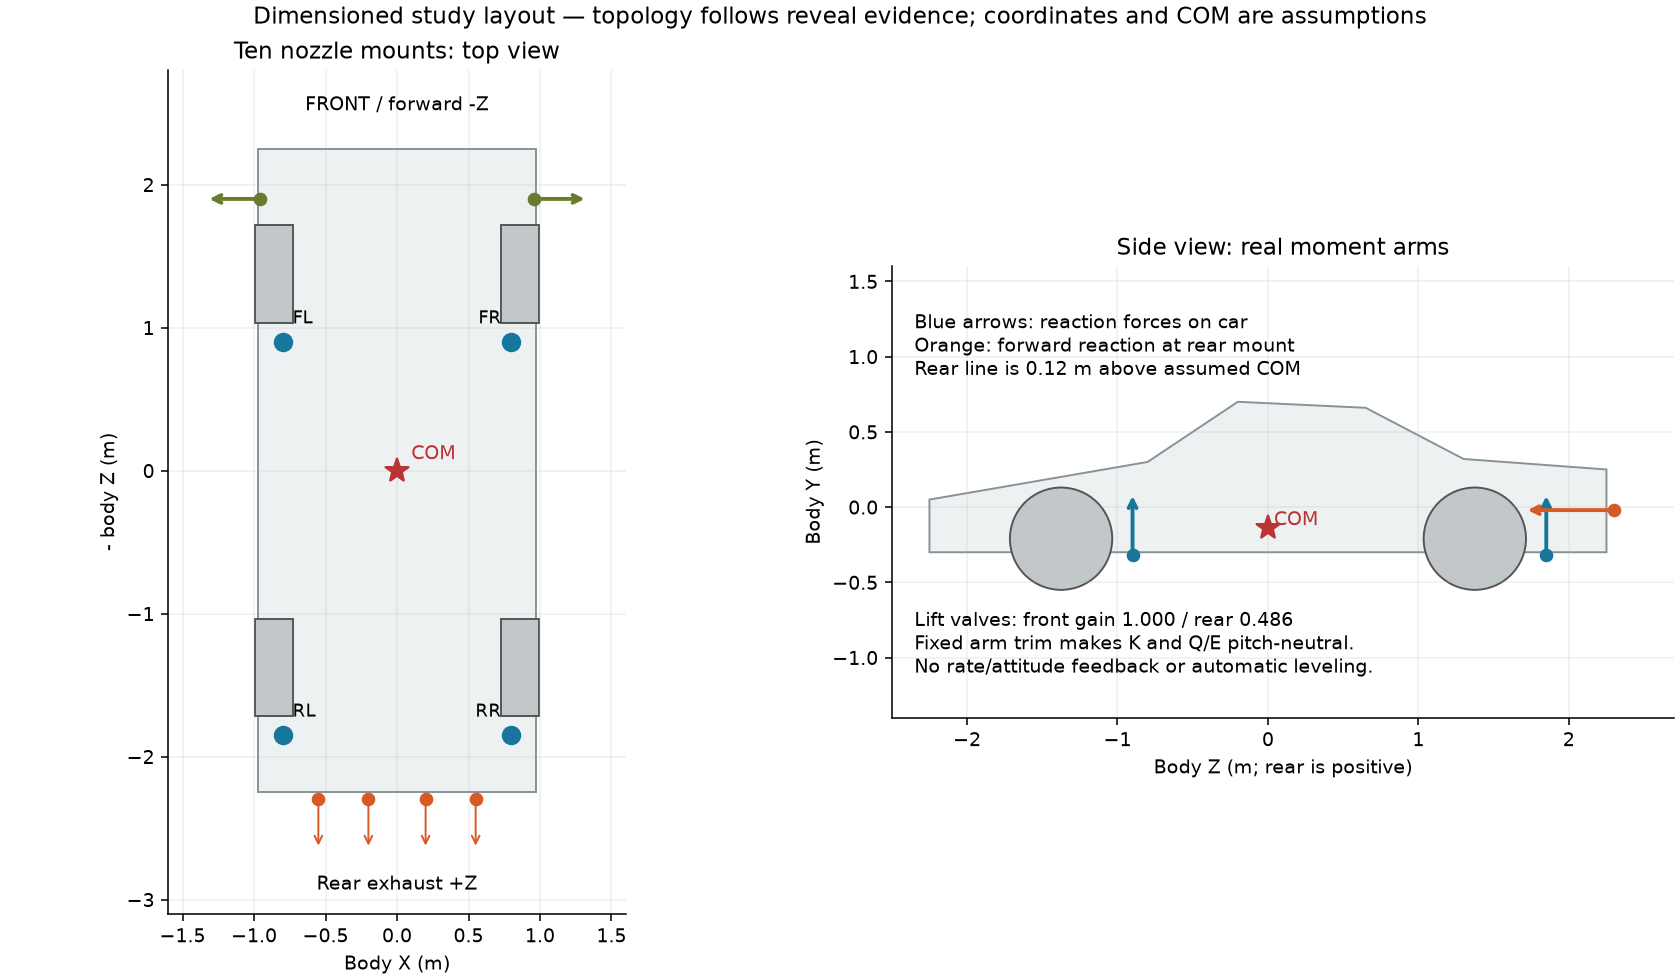 Dimensioned study layout — topology follows reveal evidence; coordinates and COM are assumptions
Ten nozzle mounts: top view
FRONT / forward -Z
FL
FR
COM
RL
RR
Rear exhaust +Z
2
1
0
−1
−2
−3
- body Z (m)
−1.5 −1.0 −0.5 0.0 0.5 1.0 1.5
Body X (m)
Side view: real moment arms
Blue arrows: reaction forces on car
Orange: forward reaction at rear mount
Rear line is 0.12 m above assumed COM
COM
Lift valves: front gain 1.000 / rear 0.486
Fixed arm trim makes K and Q/E pitch-neutral.
No rate/attitude feedback or automatic leveling.
1.5
1.0
0.5
0.0
−0.5
−1.0
Body Y (m)
−2 −1 0 1 2
Body Z (m; rear is positive)